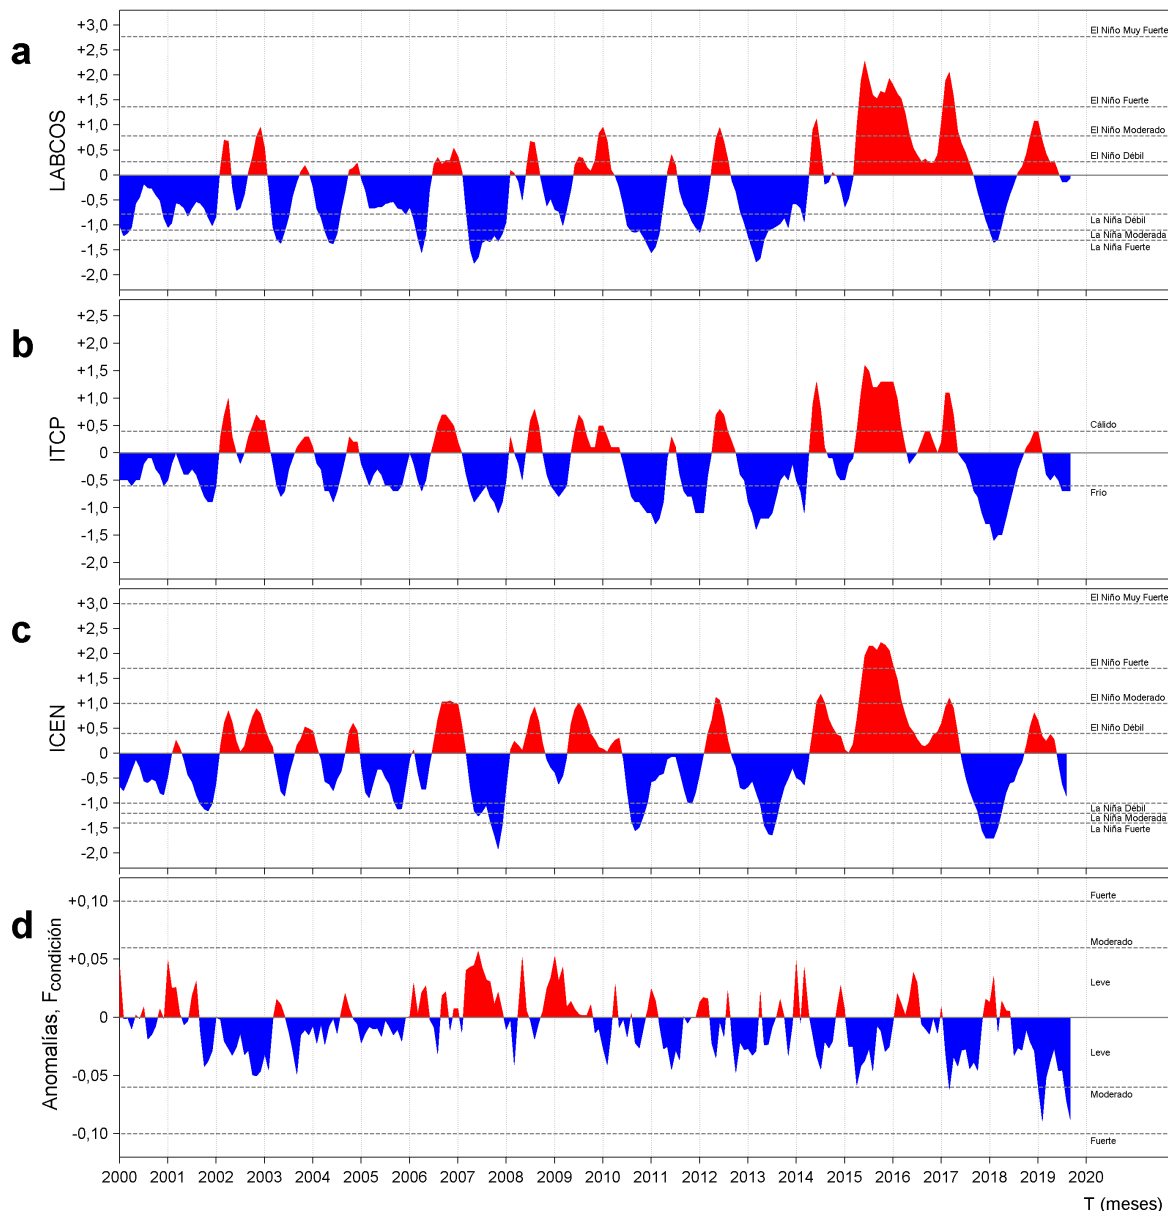 a
LABCOS
+3,0
+2,5
+2,0
+1,5
+1,0
+0,5
0
-0,5
-1,0
-1,5
-2,0
El Niño Muy Fuerte
El Niño Fuerte
El Niño Moderado
El Niño Débil
La Niña Débil
La Niña Moderada
La Niña Fuerte
b
ITCP
+2,5
+2,0
+1,5
+1,0
+0,5
0
-0,5
-1,0
-1,5
-2,0
Cálido
Frío
c
ICEN
+3,0
+2,5
+2,0
+1,5
+1,0
+0,5
0
-0,5
-1,0
-1,5
-2,0
El Niño Muy Fuerte
El Niño Fuerte
El Niño Moderado
El Niño Débil
La Niña Débil
La Niña Moderada
La Niña Fuerte
d
Anomalías, Fcondición
+0,10
+0,05
0
-0,05
-0,10
Fuerte
Moderado
Leve
Leve
Moderado
Fuerte
2000 2001 2002 2003 2004 2005 2006 2007 2008 2009 2010 2011 2012 2013 2014 2015 2016 2017 2018 2019 2020
T (meses)